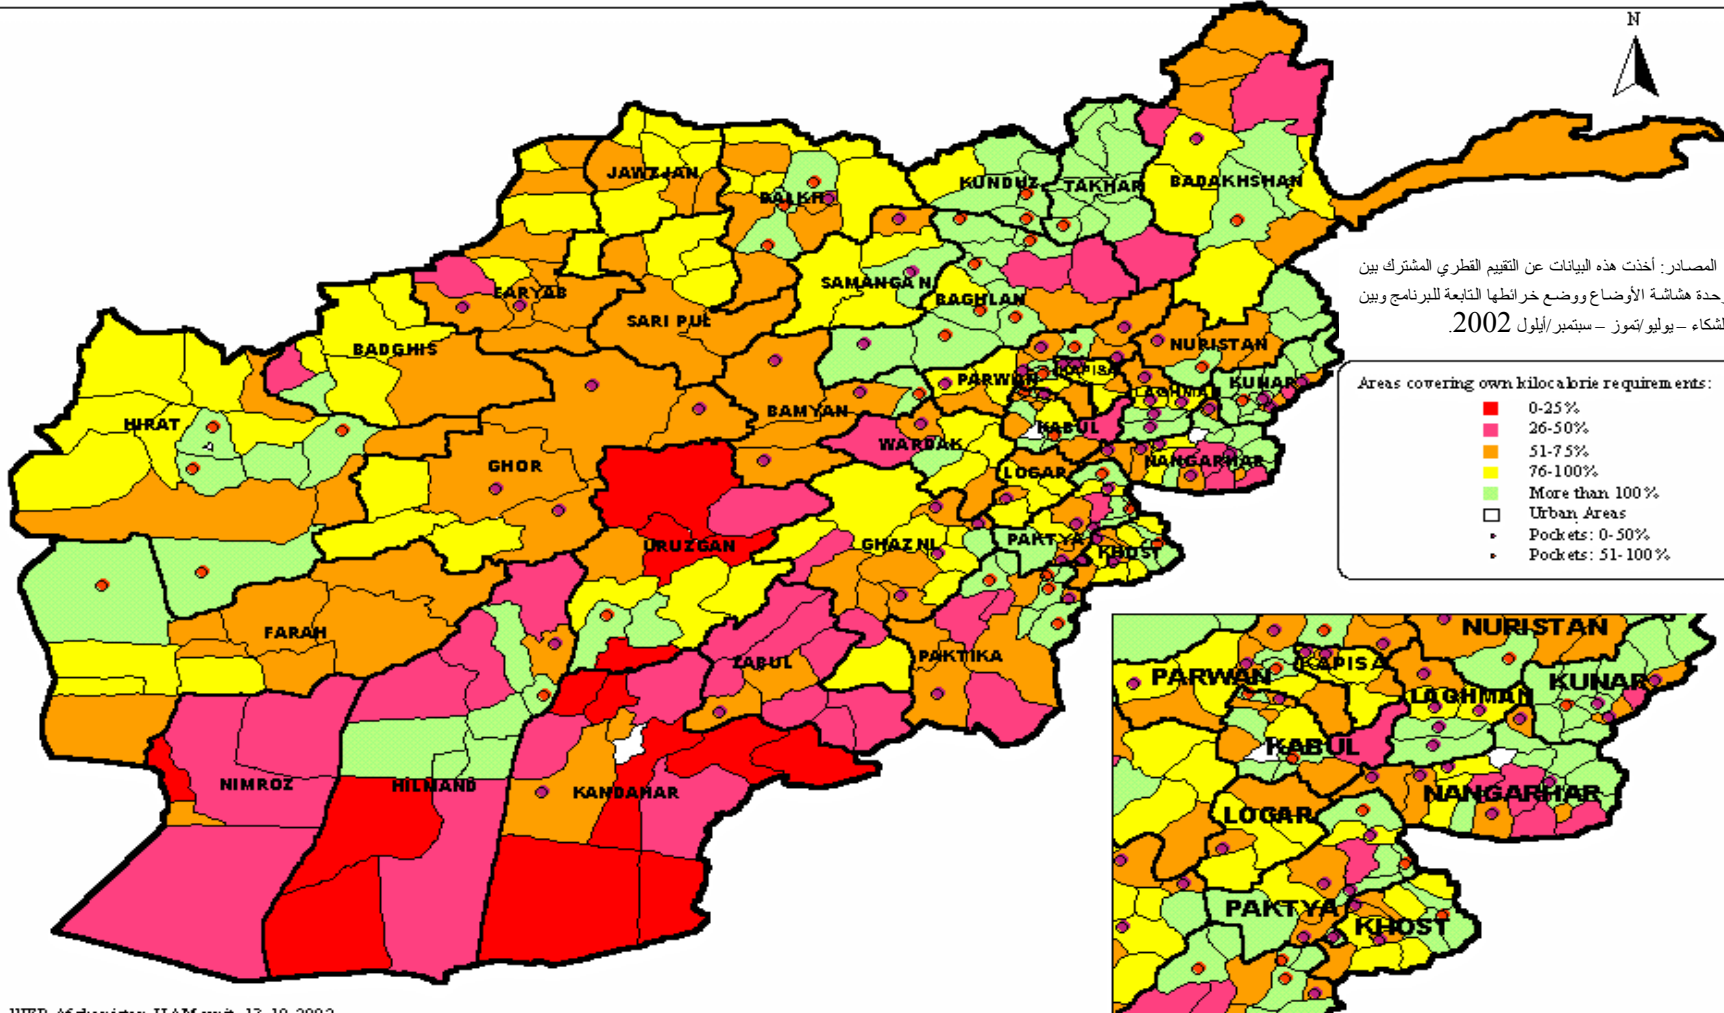 N
JAWZJAN
BALKH
KUNDUZ
TAKHAR
BADAKHSHAN
FARYAB
SAMANGAN
BAGHLAN
SARI PUL
BADGHIS
NURISTAN
PARWAN
KAPISA
LAGHMAN
KUNAR
BAMYAN
HIRAT
WARDAK
KABUL
GHOR
LOGAR
NANGARHAR
URUZGAN
GHAZNI
PAKTYA
KHOST
FARAH
ZABUL
PAKTIKA
NIMROZ
HILMAND
KANDAHAR
المصادر: أخذت هذه البيانات عن التقييم القطري المشترك بين
وحدة هشاشة الأوضاع ووضع خرائطها التابعة للبرنامج وبين
الشكاء – يوليو/تموز – سبتمبر/أيلول 2002.
Areas covering own kilocalorie requirements:
0-25%
26-50%
51-75%
76-100%
More than 100%
Urban Areas
Pockets: 0-50%
Pockets: 51-100%
NURISTAN
PARWAN
KAPISA
LAGHMAN
KUNAR
KABUL
NANGARHAR
LOGAR
PAKTYA
KHOST